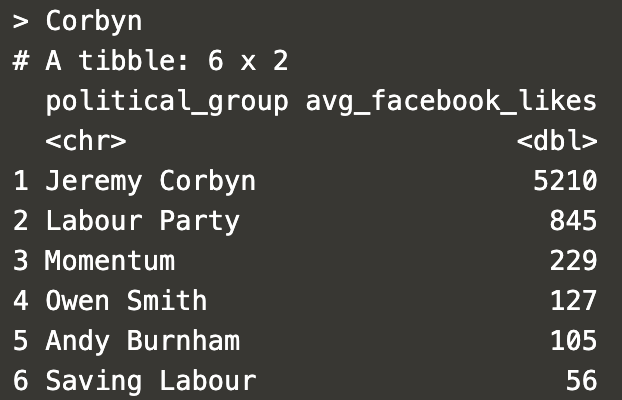 > Corbyn
# A tibble: 6 x 2
political_group avg_facebook_likes
<chr> <dbl>
1 Jeremy Corbyn 5210
2 Labour Party 845
3 Momentum 229
4 Owen Smith 127
5 Andy Burnham 105
6 Saving Labour 56